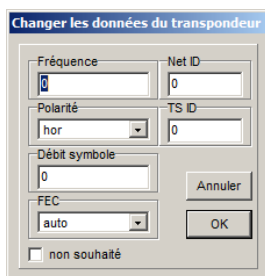 Changer les données du transpondeur
Fréquence
Net ID
0
0
Polarité
TS ID
hor
0
Débit symbole
0
Annuler
FEC
auto
OK
non souhaité